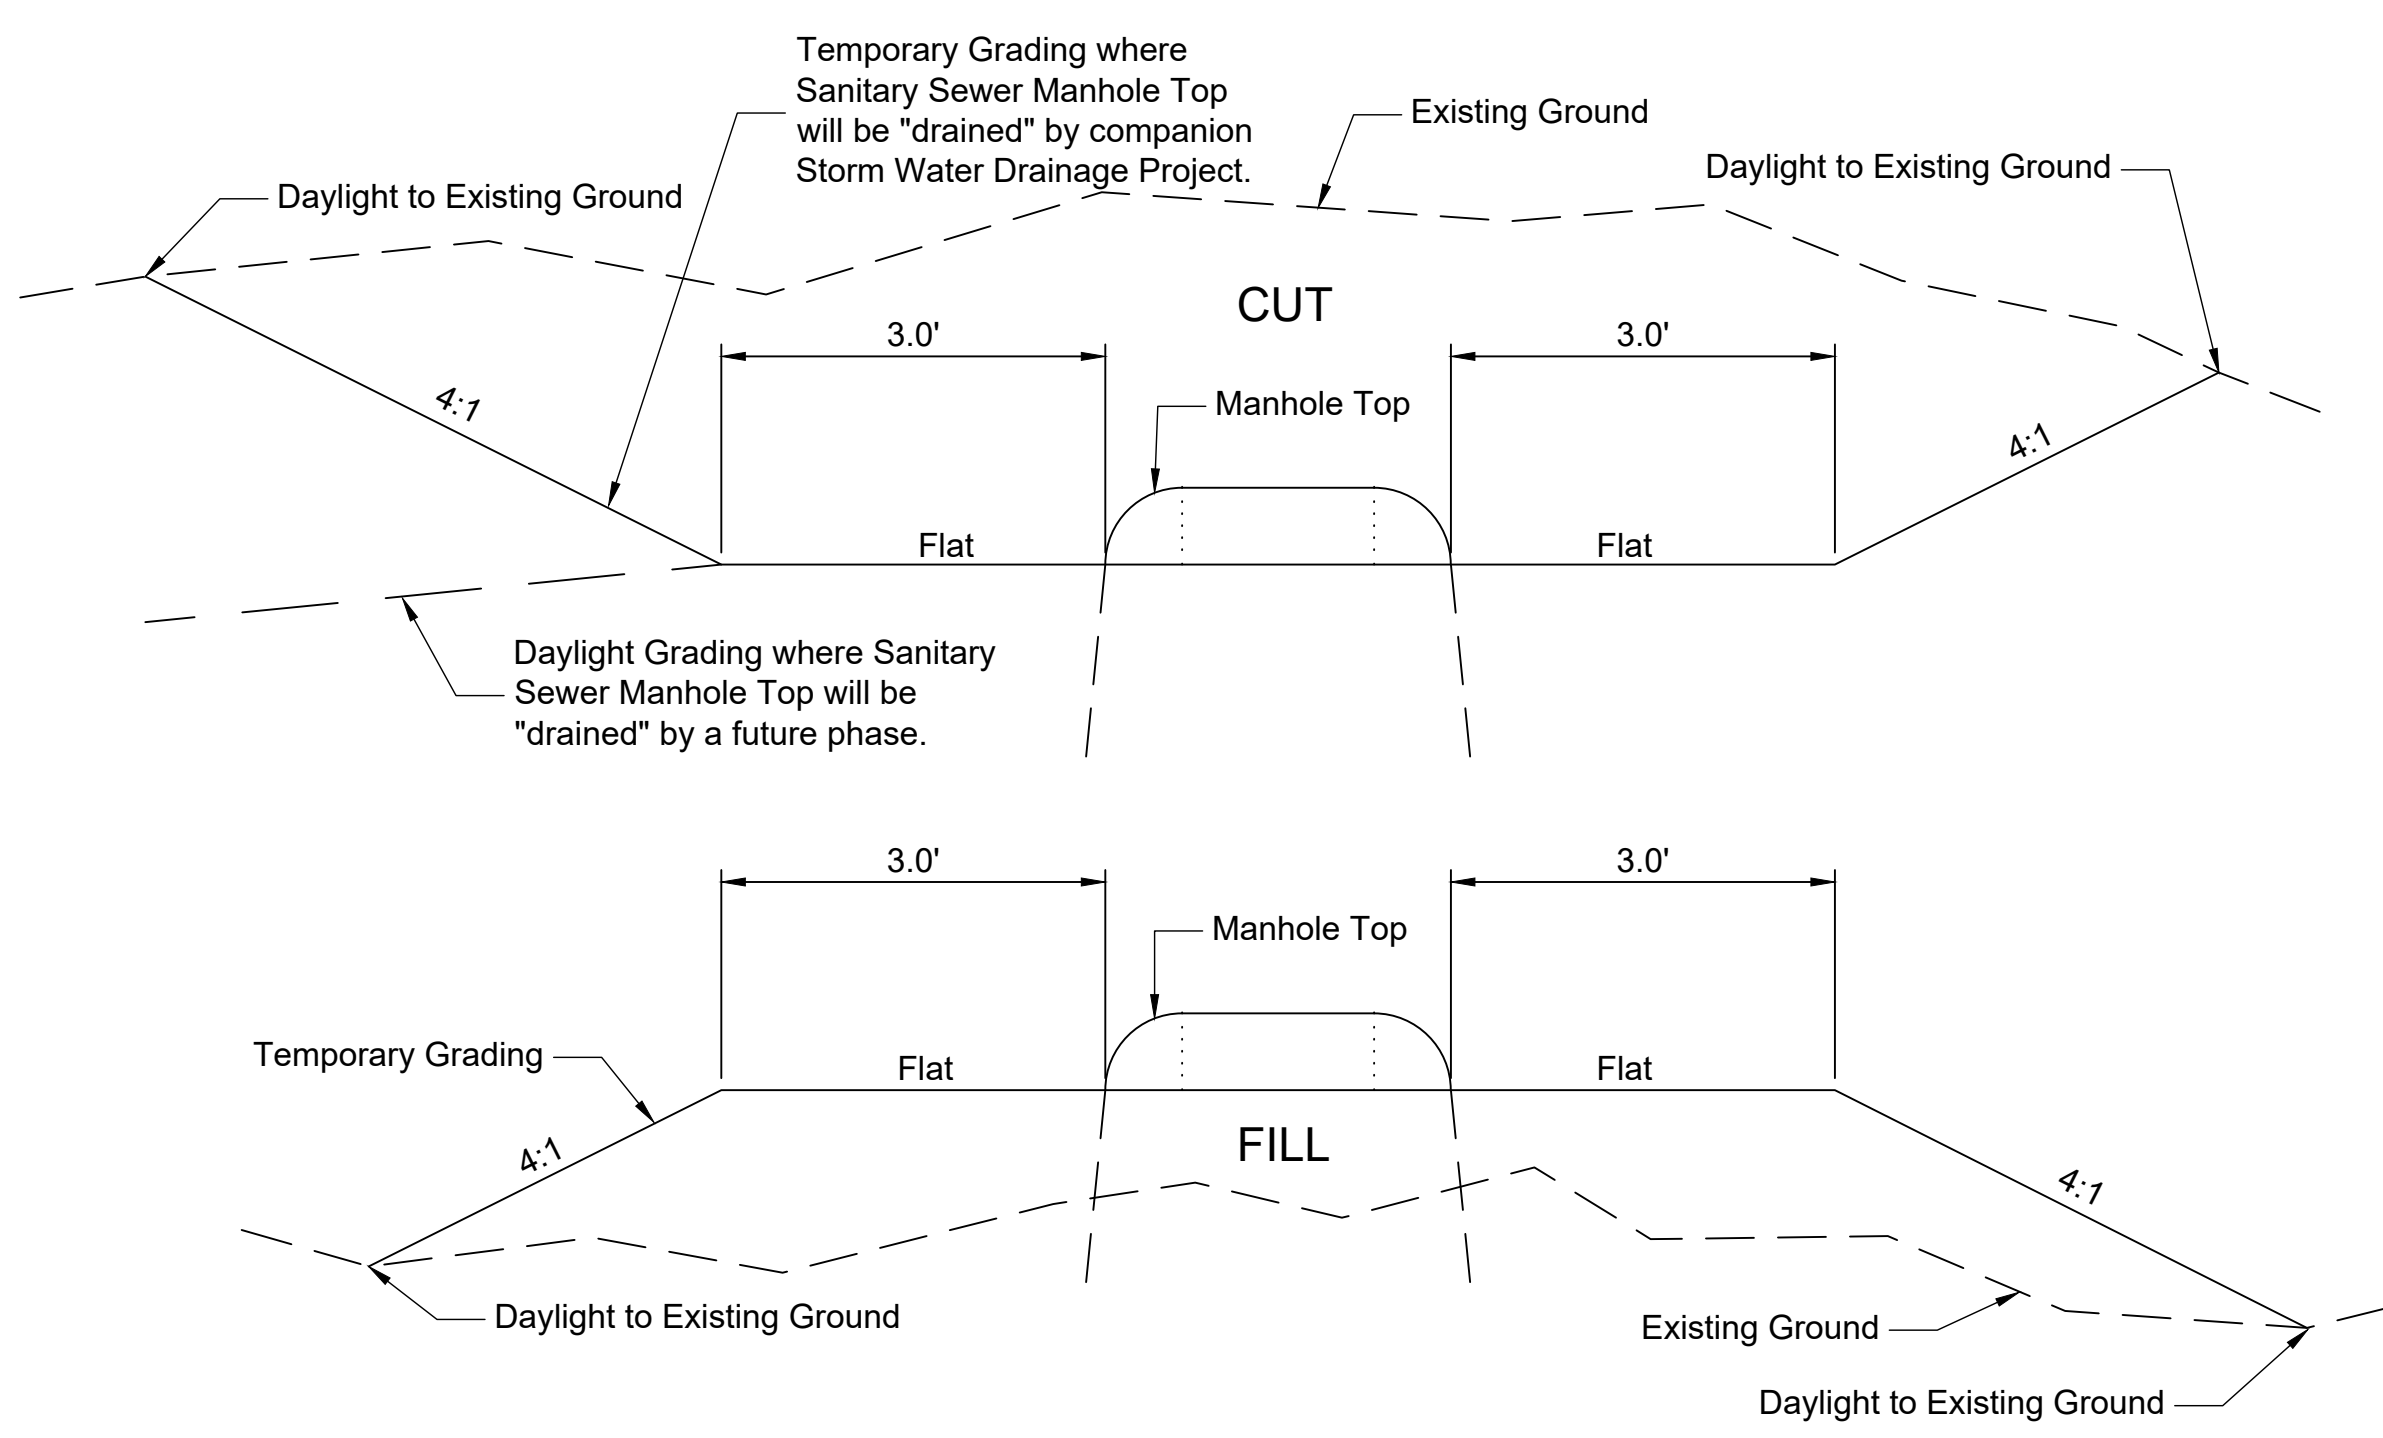 Temporary Grading where
Sanitary Sewer Manhole Top
will be "drained" by companion
Storm Water Drainage Project.
Existing Ground
Daylight to Existing Ground
Daylight to Existing Ground
CUT
3.0'
3.0'
4:1
Manhole Top
4:1
Flat
Flat
Daylight Grading where Sanitary
Sewer Manhole Top will be
"drained" by a future phase.
3.0'
3.0'
Manhole Top
Temporary Grading
Flat
Flat
4:1
FILL
4:1
Daylight to Existing Ground
Existing Ground
Daylight to Existing Ground